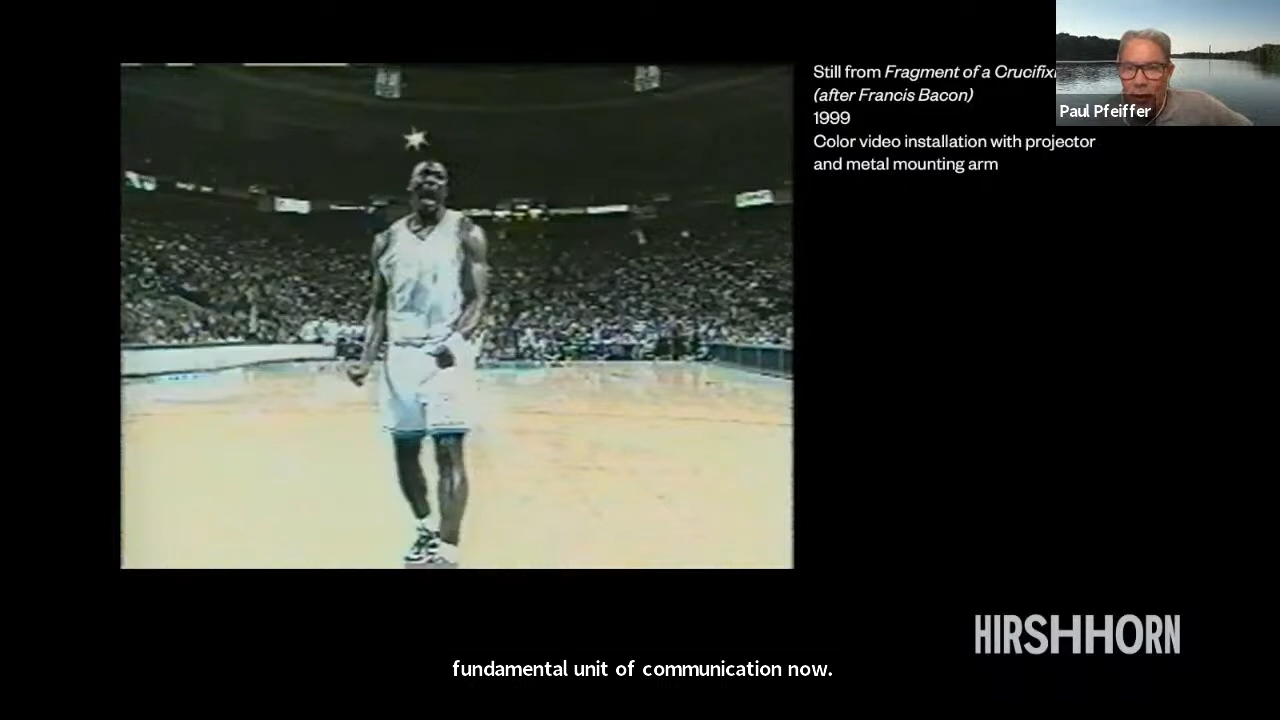 Still from Fragment of a Crucifixi
(after Francis Bacon)
1999
Color video installation with projector
and metal mounting arm
Paul Pfeiffer
HIRSHHORN
fundamental unit of communication now.